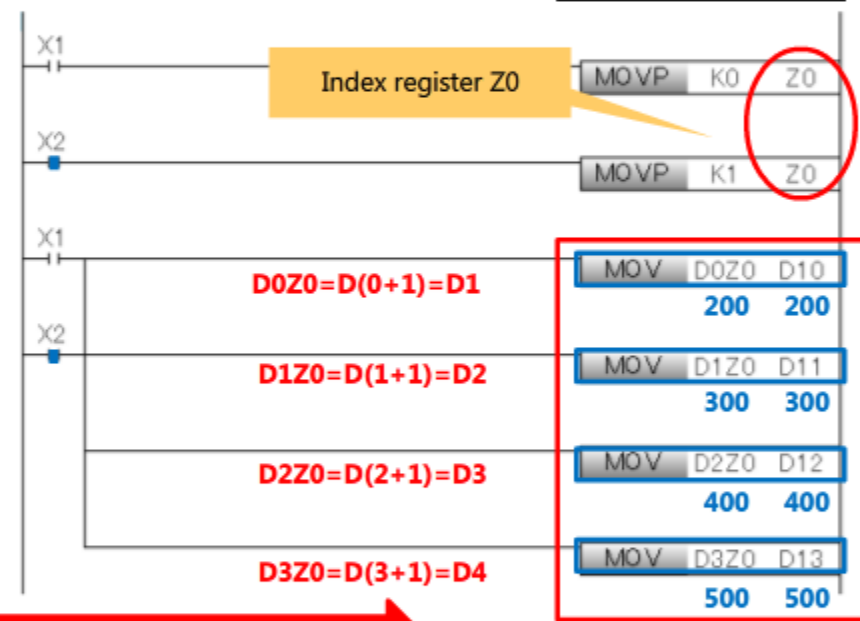 X1
Index register Z0
MOVP K0 Z0
X2
MOVP K1 Z0
X1
D0Z0=D(0+1)=D1
MOV D0Z0 D10
200 200
X2
D1Z0=D(1+1)=D2
MOV D1Z0 D11
300 300
D2Z0=D(2+1)=D3
MOV D2Z0 D12
400 400
D3Z0=D(3+1)=D4
MOV D3Z0 D13
500 500